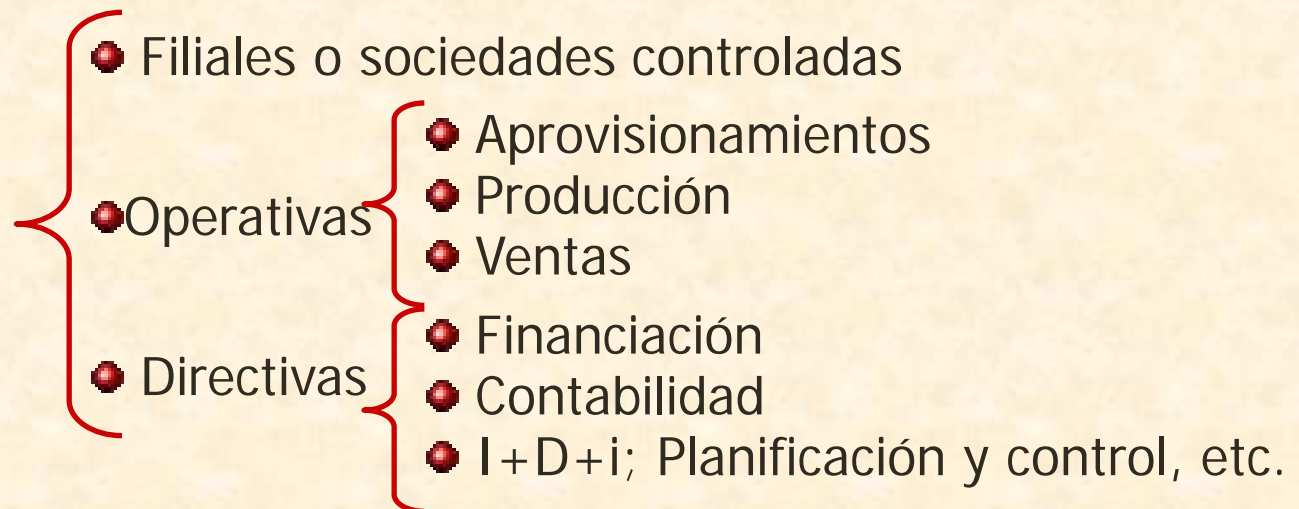 Filiales o sociedades controladas
Operativas
Aprovisionamientos
Producción
Ventas
Directivas
Financiación
Contabilidad
I+D+i; Planificación y control, etc.